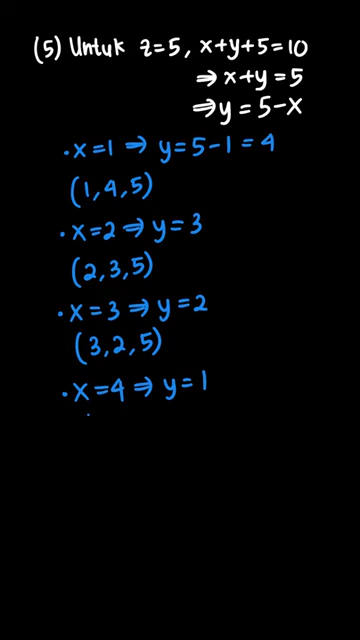 (5) Untuk z=5, x+y+5=10
⇒ x+y=5
⇒ y = 5-x
• x=1 ⇒ y=5-1=4
(1,4,5)
• x=2 ⇒ y=3
(2,3,5)
• x=3 ⇒ y=2
(3,2,5)
• x=4 ⇒ y=1